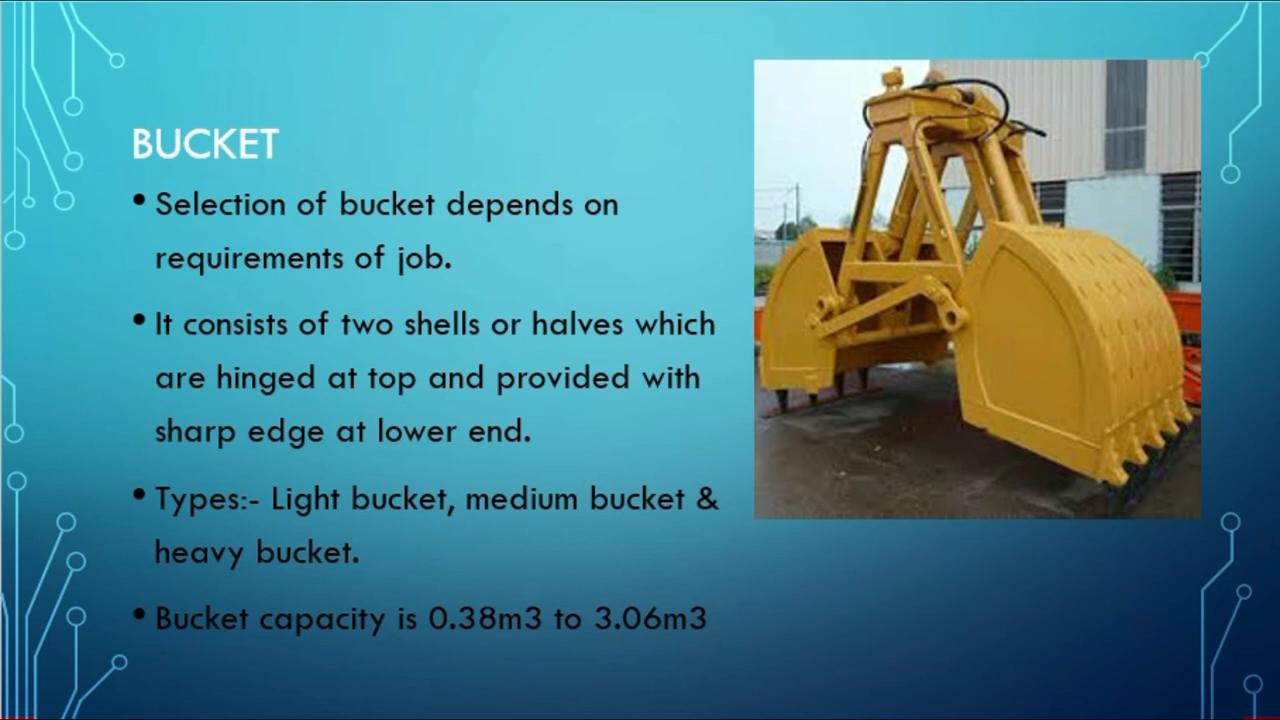 BUCKET
• Selection of bucket depends on
requirements of job.
• It consists of two shells or halves which
are hinged at top and provided with
sharp edge at lower end.
• Types:- Light bucket, medium bucket &
heavy bucket.
• Bucket capacity is 0.38m3 to 3.06m3